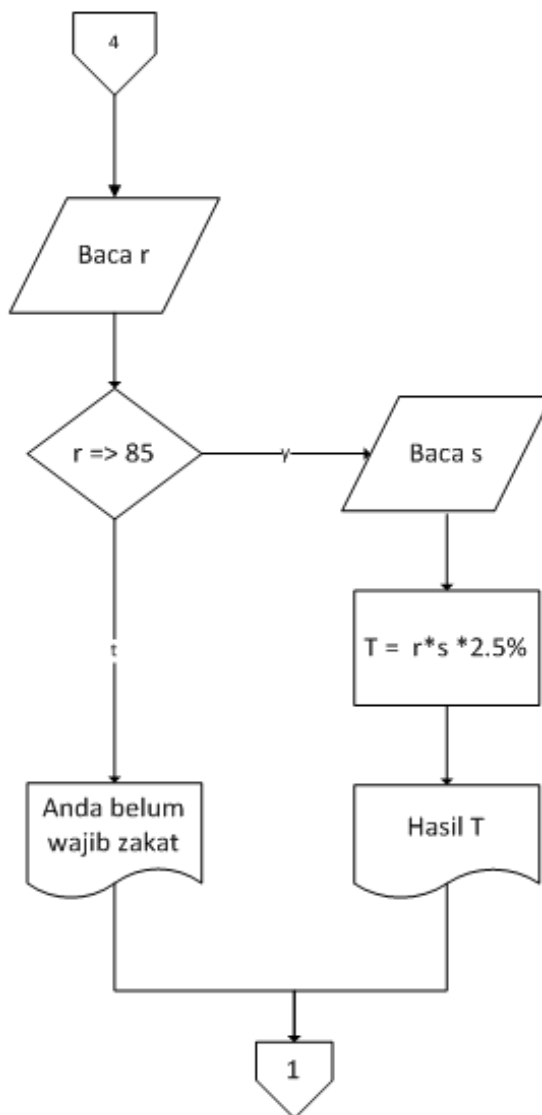 4
Baca r
r => 85
y
Baca s
T = r*s *2.5%
t
Anda belum
wajib zakat
Hasil T
1